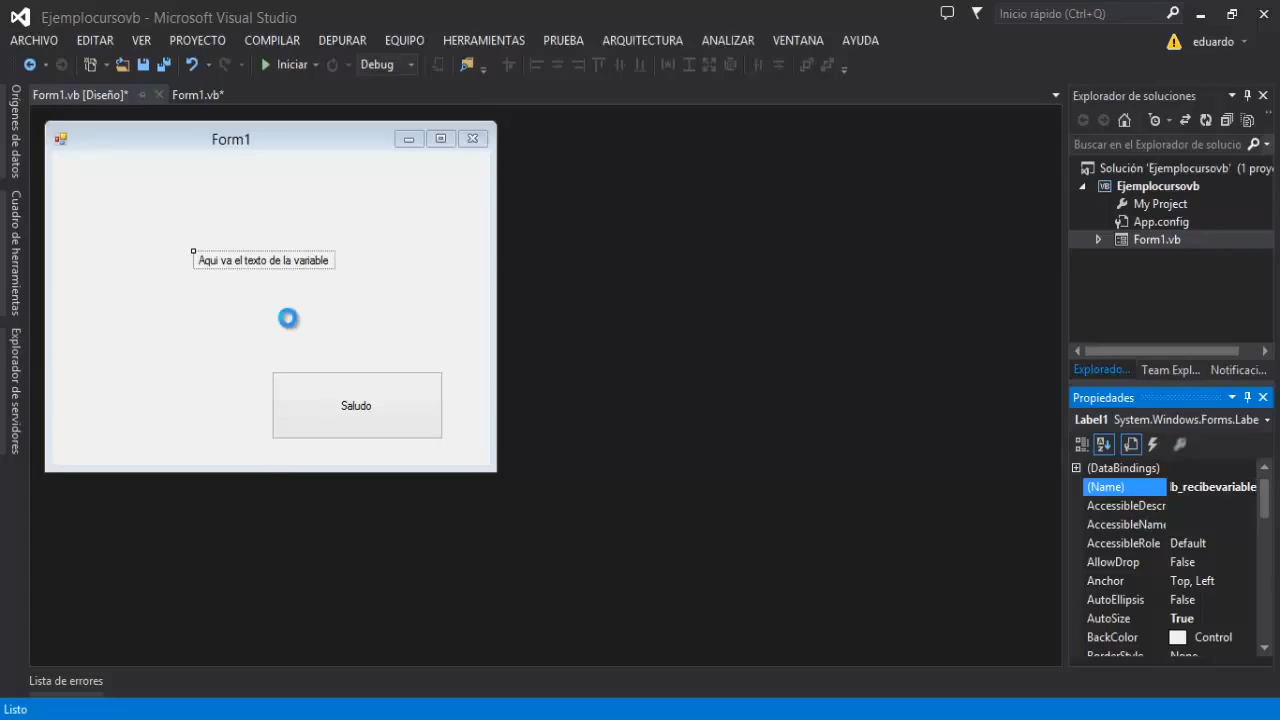 Ejemplocursovb - Microsoft Visual Studio
Inicio rápido (Ctrl+Q)
ARCHIVO EDITAR VER PROYECTO COMPILAR DEPURAR EQUIPO HERRAMIENTAS PRUEBA ARQUITECTURA ANALIZAR VENTANA AYUDA
eduardo
Iniciar
Debug
Form1.vb [Diseño]*
Form1.vb*
Orígenes de datos
Cuadro de herramientas
Explorador de servidores
Form1
Aqui va el texto de la variable
Saludo
Explorador de soluciones
Buscar en el Explorador de solucio
Solución 'Ejemplocursovb' (1 proye
VB Ejemplocursovb
My Project
App.config
Form1.vb
Explorado... Team Expl... Notificaci...
Propiedades
Label1 System.Windows.Forms.Labe
(DataBindings)
(Name) lb_recibevariable
AccessibleDescr
AccessibleName
AccessibleRole Default
AllowDrop False
Anchor Top, Left
AutoEllipsis False
AutoSize True
BackColor Control
BorderStyle None
Lista de errores
Listo